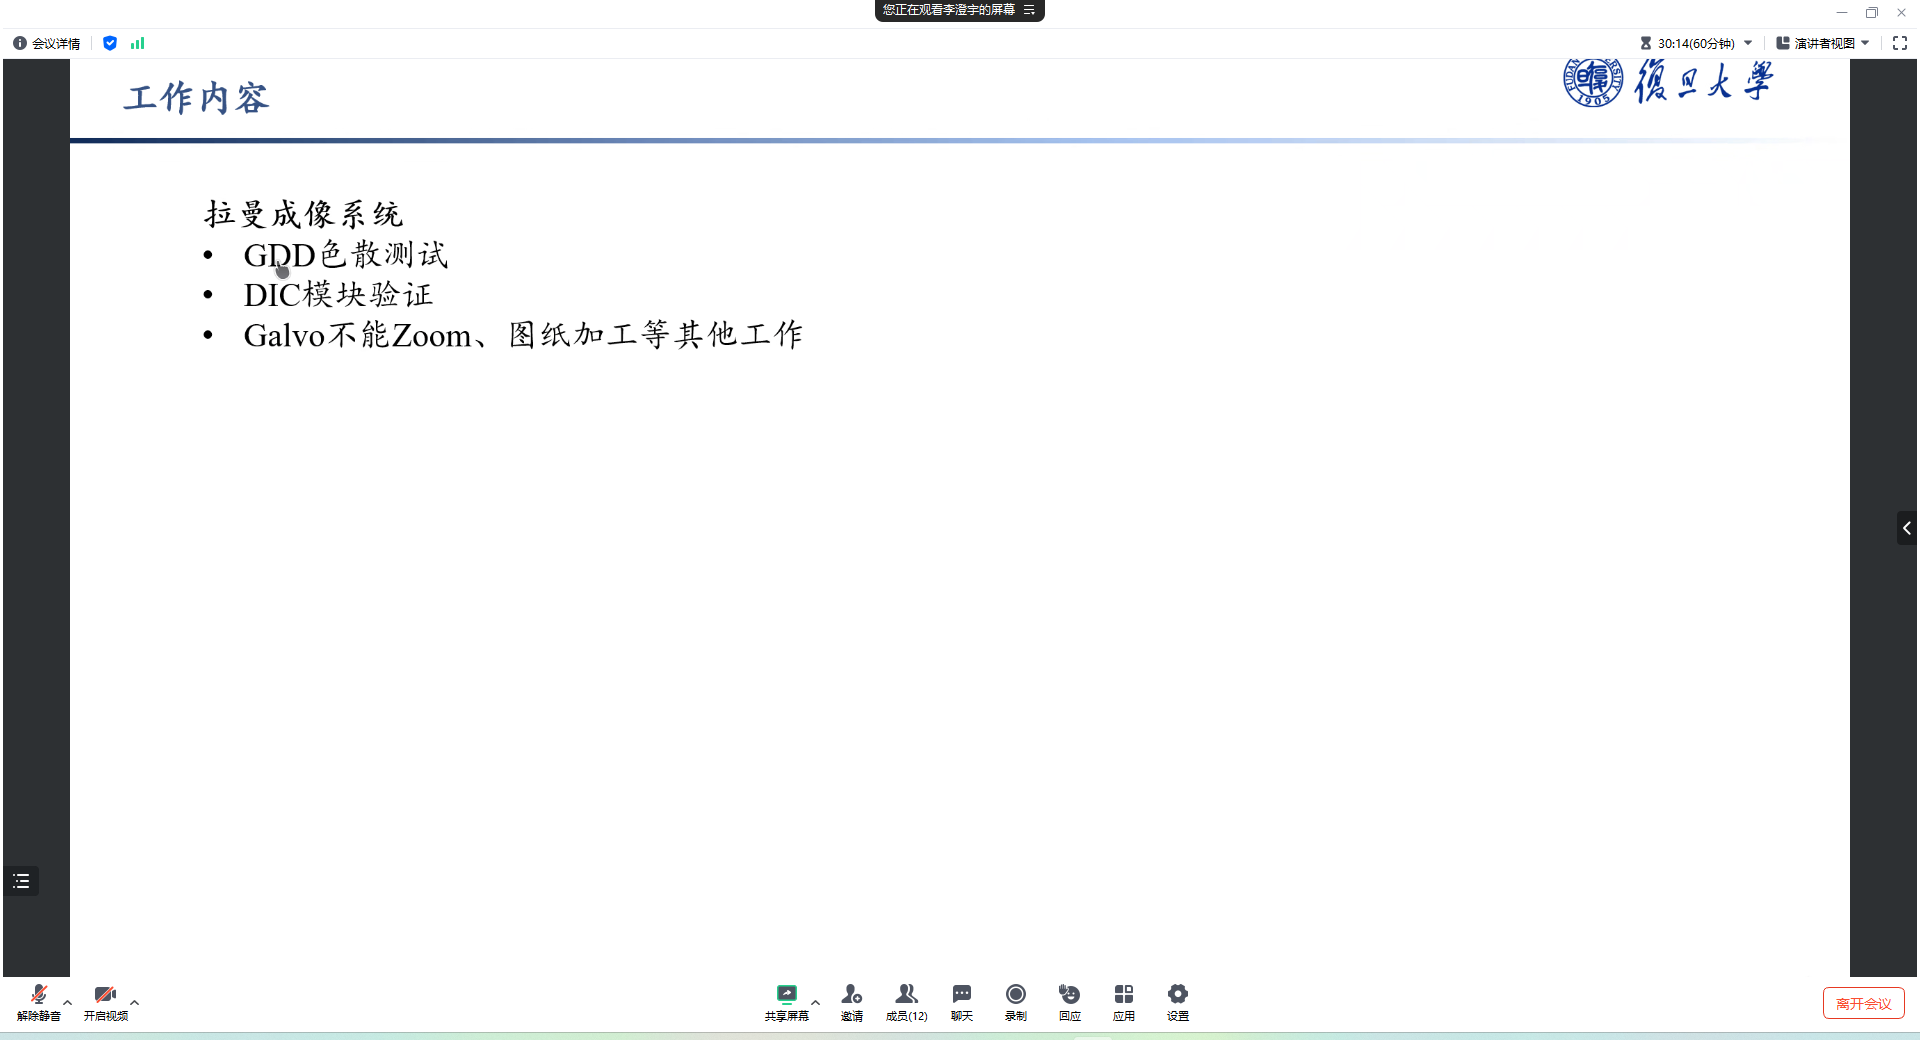 您正在观看李澄宇的屏幕
会议详情
30:14(60分钟)
演讲者视图
工作内容
FUDAN UNIVERSITY 1905
復旦大學
拉曼成像系统
• GDD色散测试
• DIC模块验证
• Galvo不能Zoom、图纸加工等其他工作
解除静音
开启视频
共享屏幕
邀请
成员(12)
聊天
录制
回应
应用
设置
离开会议